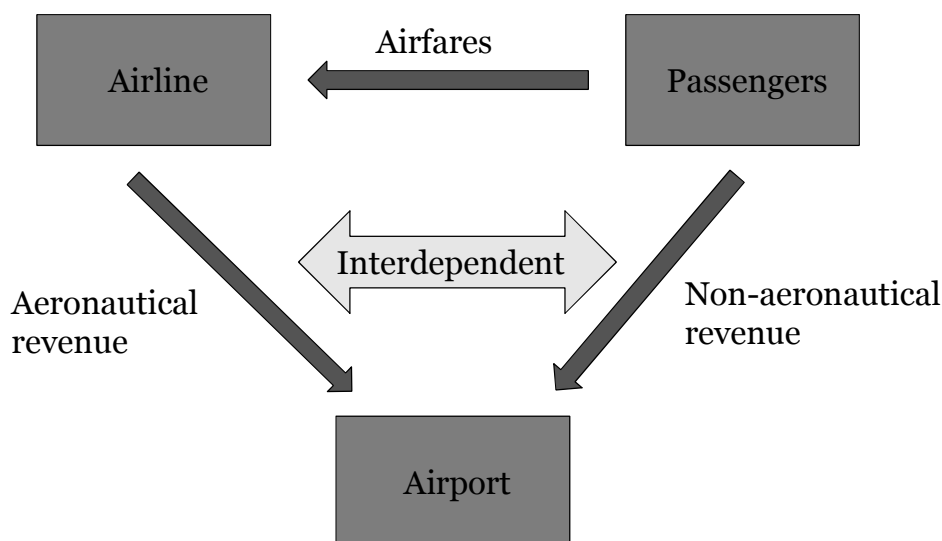 Airfares
Airline
Passengers
Interdependent
Aeronautical
revenue
Non-aeronautical
revenue
Airport